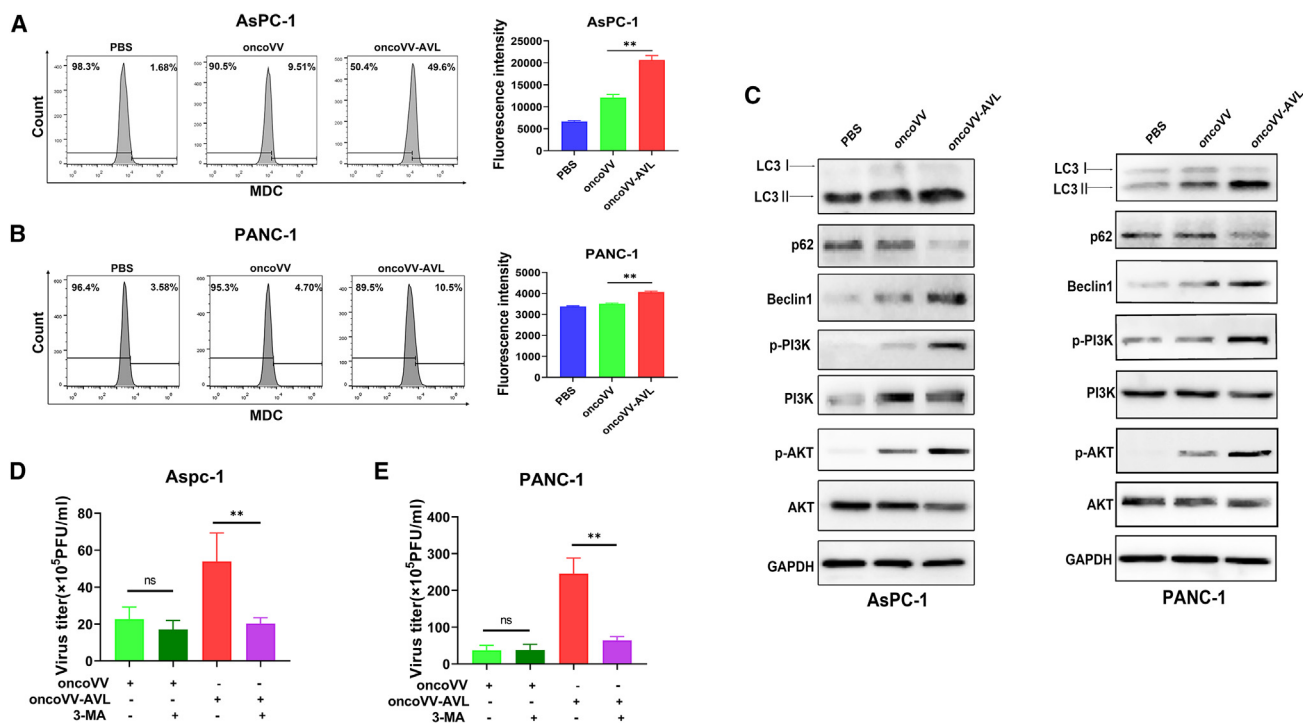 A
AsPC-1
PBS
oncoVV
oncoVV-AVL
98.3% 1.68%
90.5% 9.51%
50.4% 49.6%
Count
MDC
AsPC-1
Fluorescence intensity
25000
20000
15000
10000
5000
0
**
PBS
oncoVV
oncoVV-AVL
B
PANC-1
PBS
oncoVV
oncoVV-AVL
96.4% 3.58%
95.3% 4.70%
89.5% 10.5%
Count
MDC
PANC-1
Fluorescence intensity
6000
5000
4000
3000
2000
1000
0
**
PBS
oncoVV
oncoVV-AVL
C
PBS
oncoVV
oncoVV-AVL
LC3 I
LC3 II
p62
Beclin1
p-PI3K
PI3K
p-AKT
AKT
GAPDH
AsPC-1
PBS
oncoVV
oncoVV-AVL
LC3 I
LC3 II
p62
Beclin1
p-PI3K
PI3K
p-AKT
AKT
GAPDH
PANC-1
D
Aspc-1
Virus titer(×10⁵PFU/ml)
80
60
40
20
0
ns
**
oncoVV + + - -
oncoVV-AVL - - + +
3-MA - + - +
E
PANC-1
Virus titer(×10⁵PFU/ml)
400
300
200
100
0
ns
**
oncoVV + + - -
oncoVV-AVL - - + +
3-MA - + - +